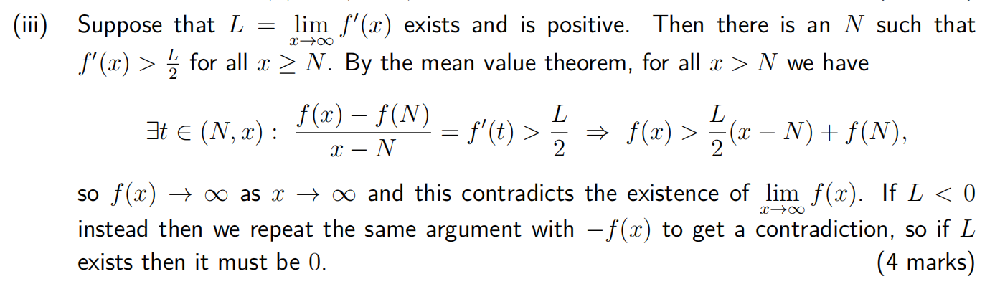 (iii) Suppose that $L = \lim_{x \to \infty} f'(x)$ exists and is positive. Then there is an $N$ such that
$f'(x) > \frac{L}{2}$ for all $x \geq N$. By the mean value theorem, for all $x > N$ we have
$\exists t \in (N, x) : \frac{f(x) - f(N)}{x - N} = f'(t) > \frac{L}{2} \Rightarrow f(x) > \frac{L}{2}(x - N) + f(N),$
so $f(x) \to \infty$ as $x \to \infty$ and this contradicts the existence of $\lim_{x \to \infty} f(x)$. If $L < 0$
instead then we repeat the same argument with $-f(x)$ to get a contradiction, so if $L$
exists then it must be $0$. (4 marks)